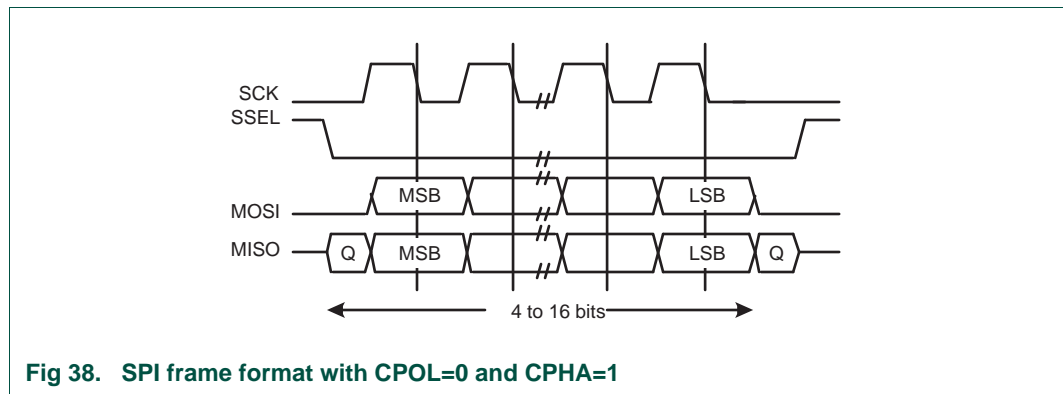 SCK
SSEL
MOSI MSB LSB
MISO Q MSB LSB Q
4 to 16 bits
Fig 38. SPI frame format with CPOL=0 and CPHA=1